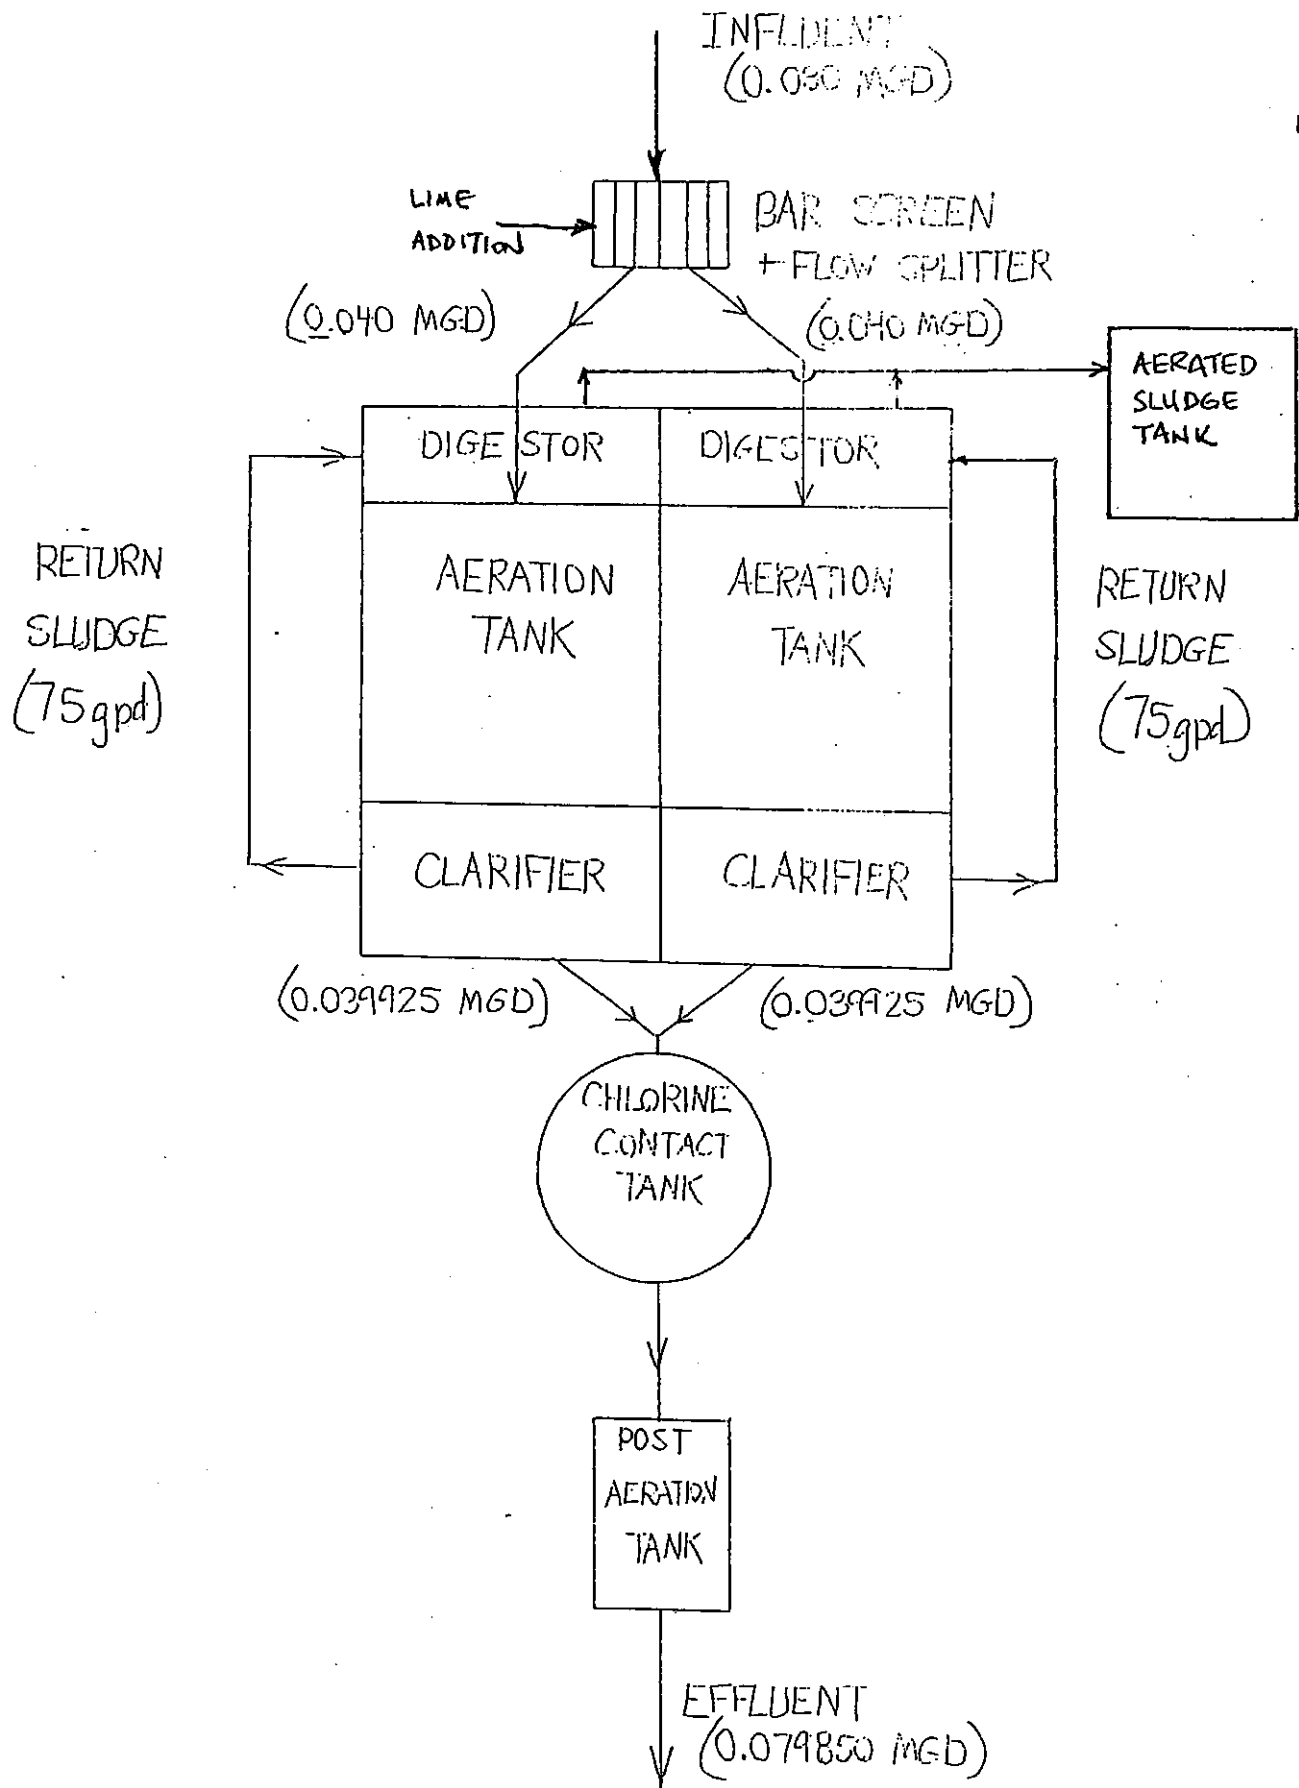 INFLUENT
(0.080 MGD)
LIME
ADDITION
BAR SCREEN
+ FLOW SPLITTER
(0.040 MGD)
(0.040 MGD)
AERATED
SLUDGE
TANK
DIGESTOR
DIGESTOR
RETURN
SLUDGE
(75gpd)
AERATION
TANK
AERATION
TANK
RETURN
SLUDGE
(75gpd)
CLARIFIER
CLARIFIER
(0.039925 MGD)
(0.039925 MGD)
CHLORINE
CONTACT
TANK
POST
AERATION
TANK
EFFLUENT
(0.079850 MGD)